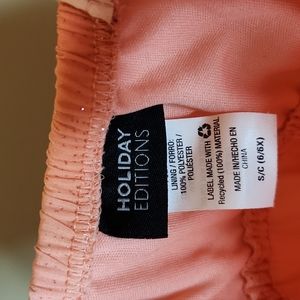 HOLIDAY
EDITIONS
LINING / FORRO:
100% POLYESTER /
POLIÉSTER
LABEL MADE WITH
Recycled (100%) MATERIAL
MADE IN/HECHO EN
CHINA
S/C (6/6X)